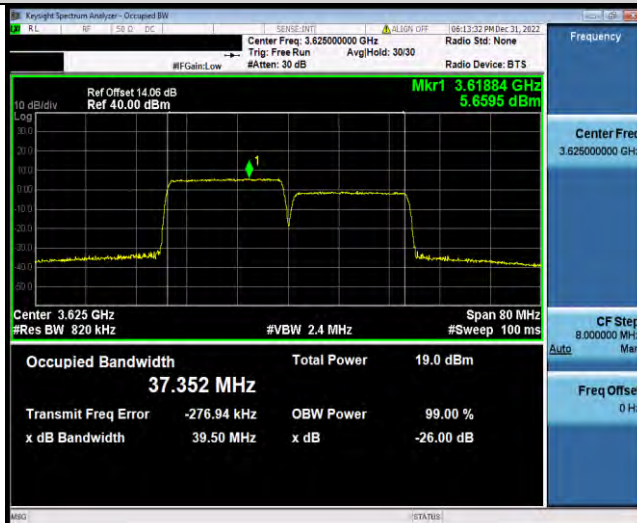 Keysight Spectrum Analyzer - Occupied BW
RL RF 50 Ω DC SENSE:INT ALIGN OFF 06:13:32 PM Dec 31, 2022
Center Freq: 3.625000000 GHz Radio Std: None
Trig: Free Run Avg|Hold: 30/30
#IFGain:Low #Atten: 30 dB Radio Device: BTS
Frequency
Ref Offset 14.06 dB Mkr1 3.61884 GHz
10 dB/div Ref 40.00 dBm 5.6595 dBm
Log
30.0
20.0
10.0
0.00
-10.0
-20.0
-40.0
1
Center 3.625 GHz Span 80 MHz
#Res BW 820 kHz #VBW 2.4 MHz #Sweep 100 ms
Occupied Bandwidth Total Power 19.0 dBm
37.352 MHz
Transmit Freq Error -276.94 kHz OBW Power 99.00 %
x dB Bandwidth 39.50 MHz x dB -26.00 dB
Center Freq
3.625000000 GHz
CF Step
8.000000 MHz
Auto Man
Freq Offset
0 Hz
MSG STATUS